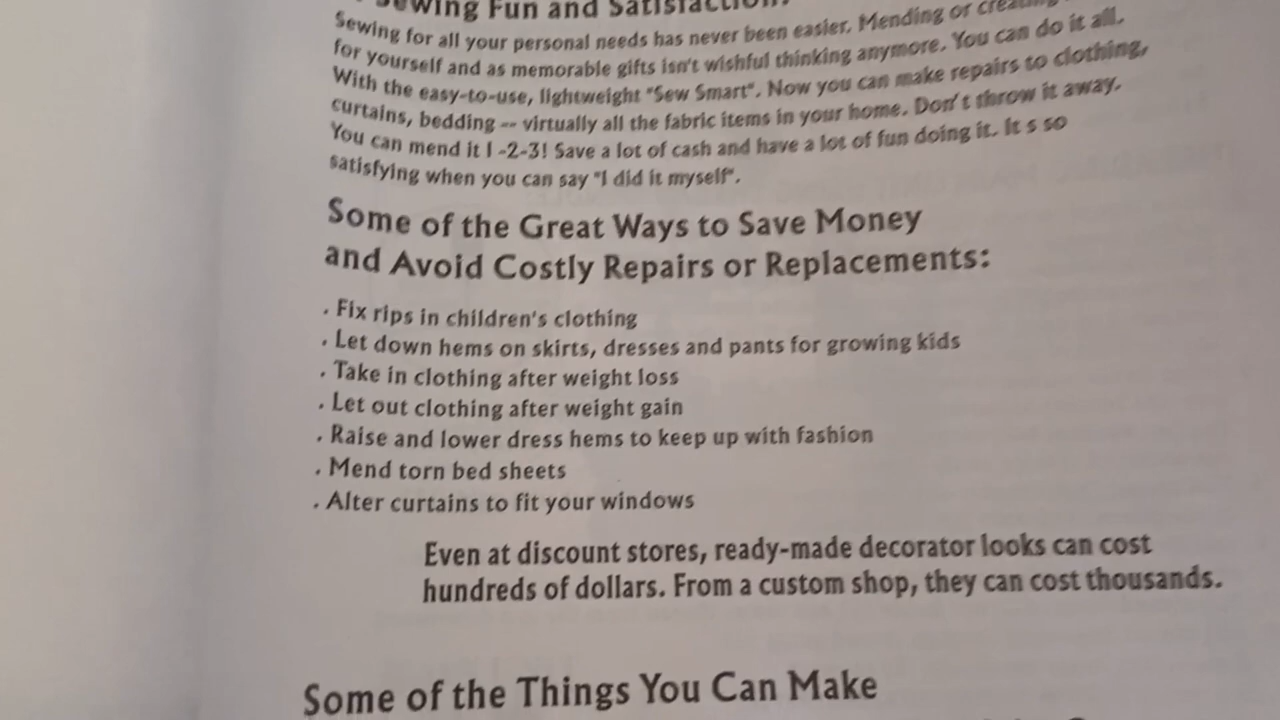 Sewing Fun and Satisfaction!
Sewing for all your personal needs has never been easier. Mending or creating
for yourself and as memorable gifts isn't wishful thinking anymore. You can do it all.
With the easy-to-use, lightweight "Sew Smart". Now you can make repairs to clothing,
curtains, bedding -- virtually all the fabric items in your home. Don't throw it away.
You can mend it 1 -2-3! Save a lot of cash and have a lot of fun doing it. It s so
satisfying when you can say "I did it myself".
Some of the Great Ways to Save Money
and Avoid Costly Repairs or Replacements:
. Fix rips in children's clothing
. Let down hems on skirts, dresses and pants for growing kids
. Take in clothing after weight loss
. Let out clothing after weight gain
. Raise and lower dress hems to keep up with fashion
. Mend torn bed sheets
. Alter curtains to fit your windows
Even at discount stores, ready-made decorator looks can cost
hundreds of dollars. From a custom shop, they can cost thousands.
Some of the Things You Can Make